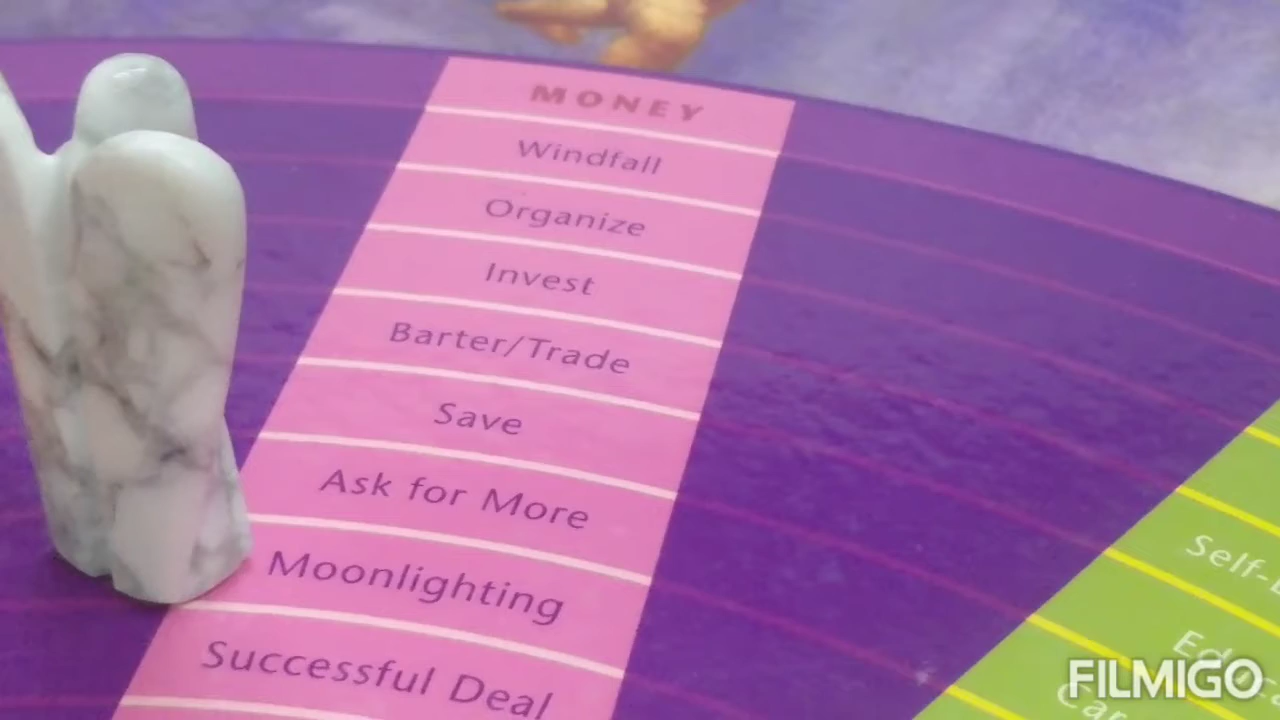 MONEY
Windfall
Organize
Invest
Barter/Trade
Save
Ask for More
Moonlighting
Successful Deal
FILMIGO